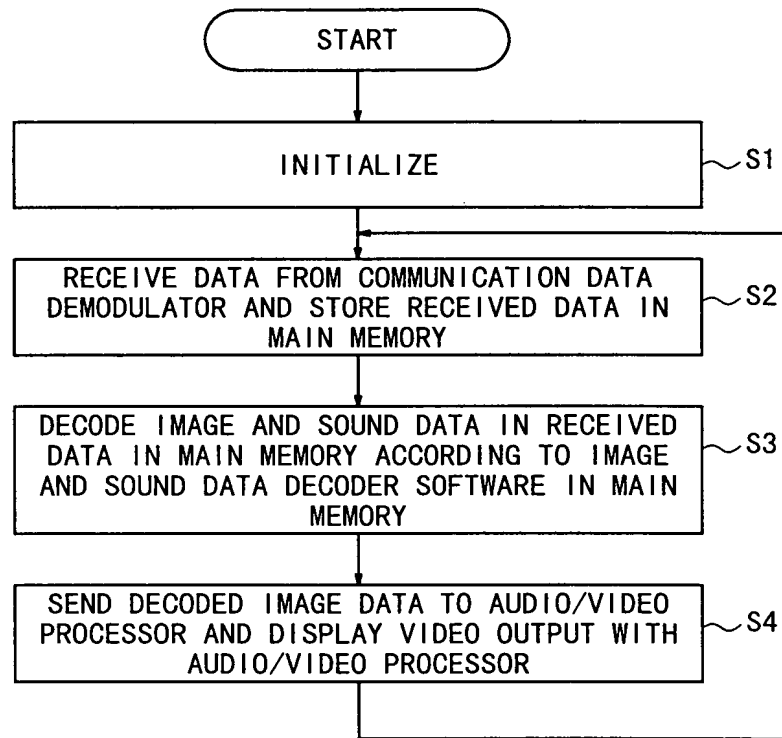 START
INITIALIZE
S1
RECEIVE DATA FROM COMMUNICATION DATA
DEMODULATOR AND STORE RECEIVED DATA IN
MAIN MEMORY
S2
DECODE IMAGE AND SOUND DATA IN RECEIVED
DATA IN MAIN MEMORY ACCORDING TO IMAGE
AND SOUND DATA DECODER SOFTWARE IN MAIN
MEMORY
S3
SEND DECODED IMAGE DATA TO AUDIO/VIDEO
PROCESSOR AND DISPLAY VIDEO OUTPUT WITH
AUDIO/VIDEO PROCESSOR
S4